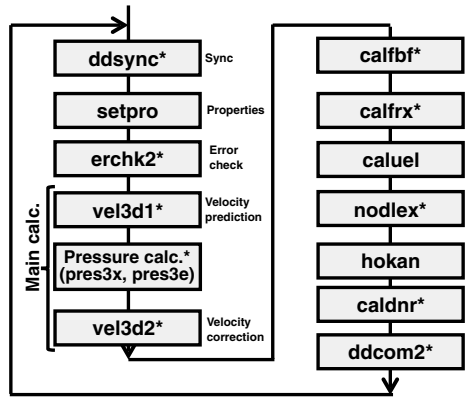 ddsync*
Sync
setpro
Properties
erchk2*
Error
check
Main calc.
vel3d1*
Velocity
prediction
Pressure calc.*
(pres3x, pres3e)
vel3d2*
Velocity
correction
calfbf*
calfrx*
caluel
nodlex*
hokan
caldnr*
ddcom2*